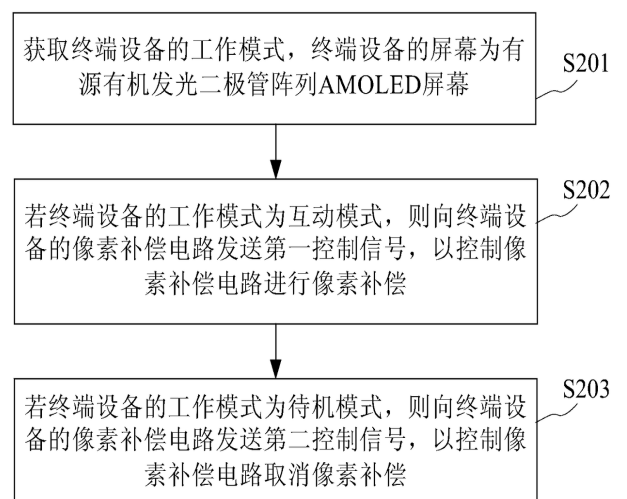 获取终端设备的工作模式，终端设备的屏幕为有
源有机发光二极管阵列AMOLED屏幕
S201
若终端设备的工作模式为互动模式，则向终端设
备的像素补偿电路发送第一控制信号，以控制像
素补偿电路进行像素补偿
S202
若终端设备的工作模式为待机模式，则向终端设
备的像素补偿电路发送第二控制信号，以控制像
素补偿电路取消像素补偿
S203